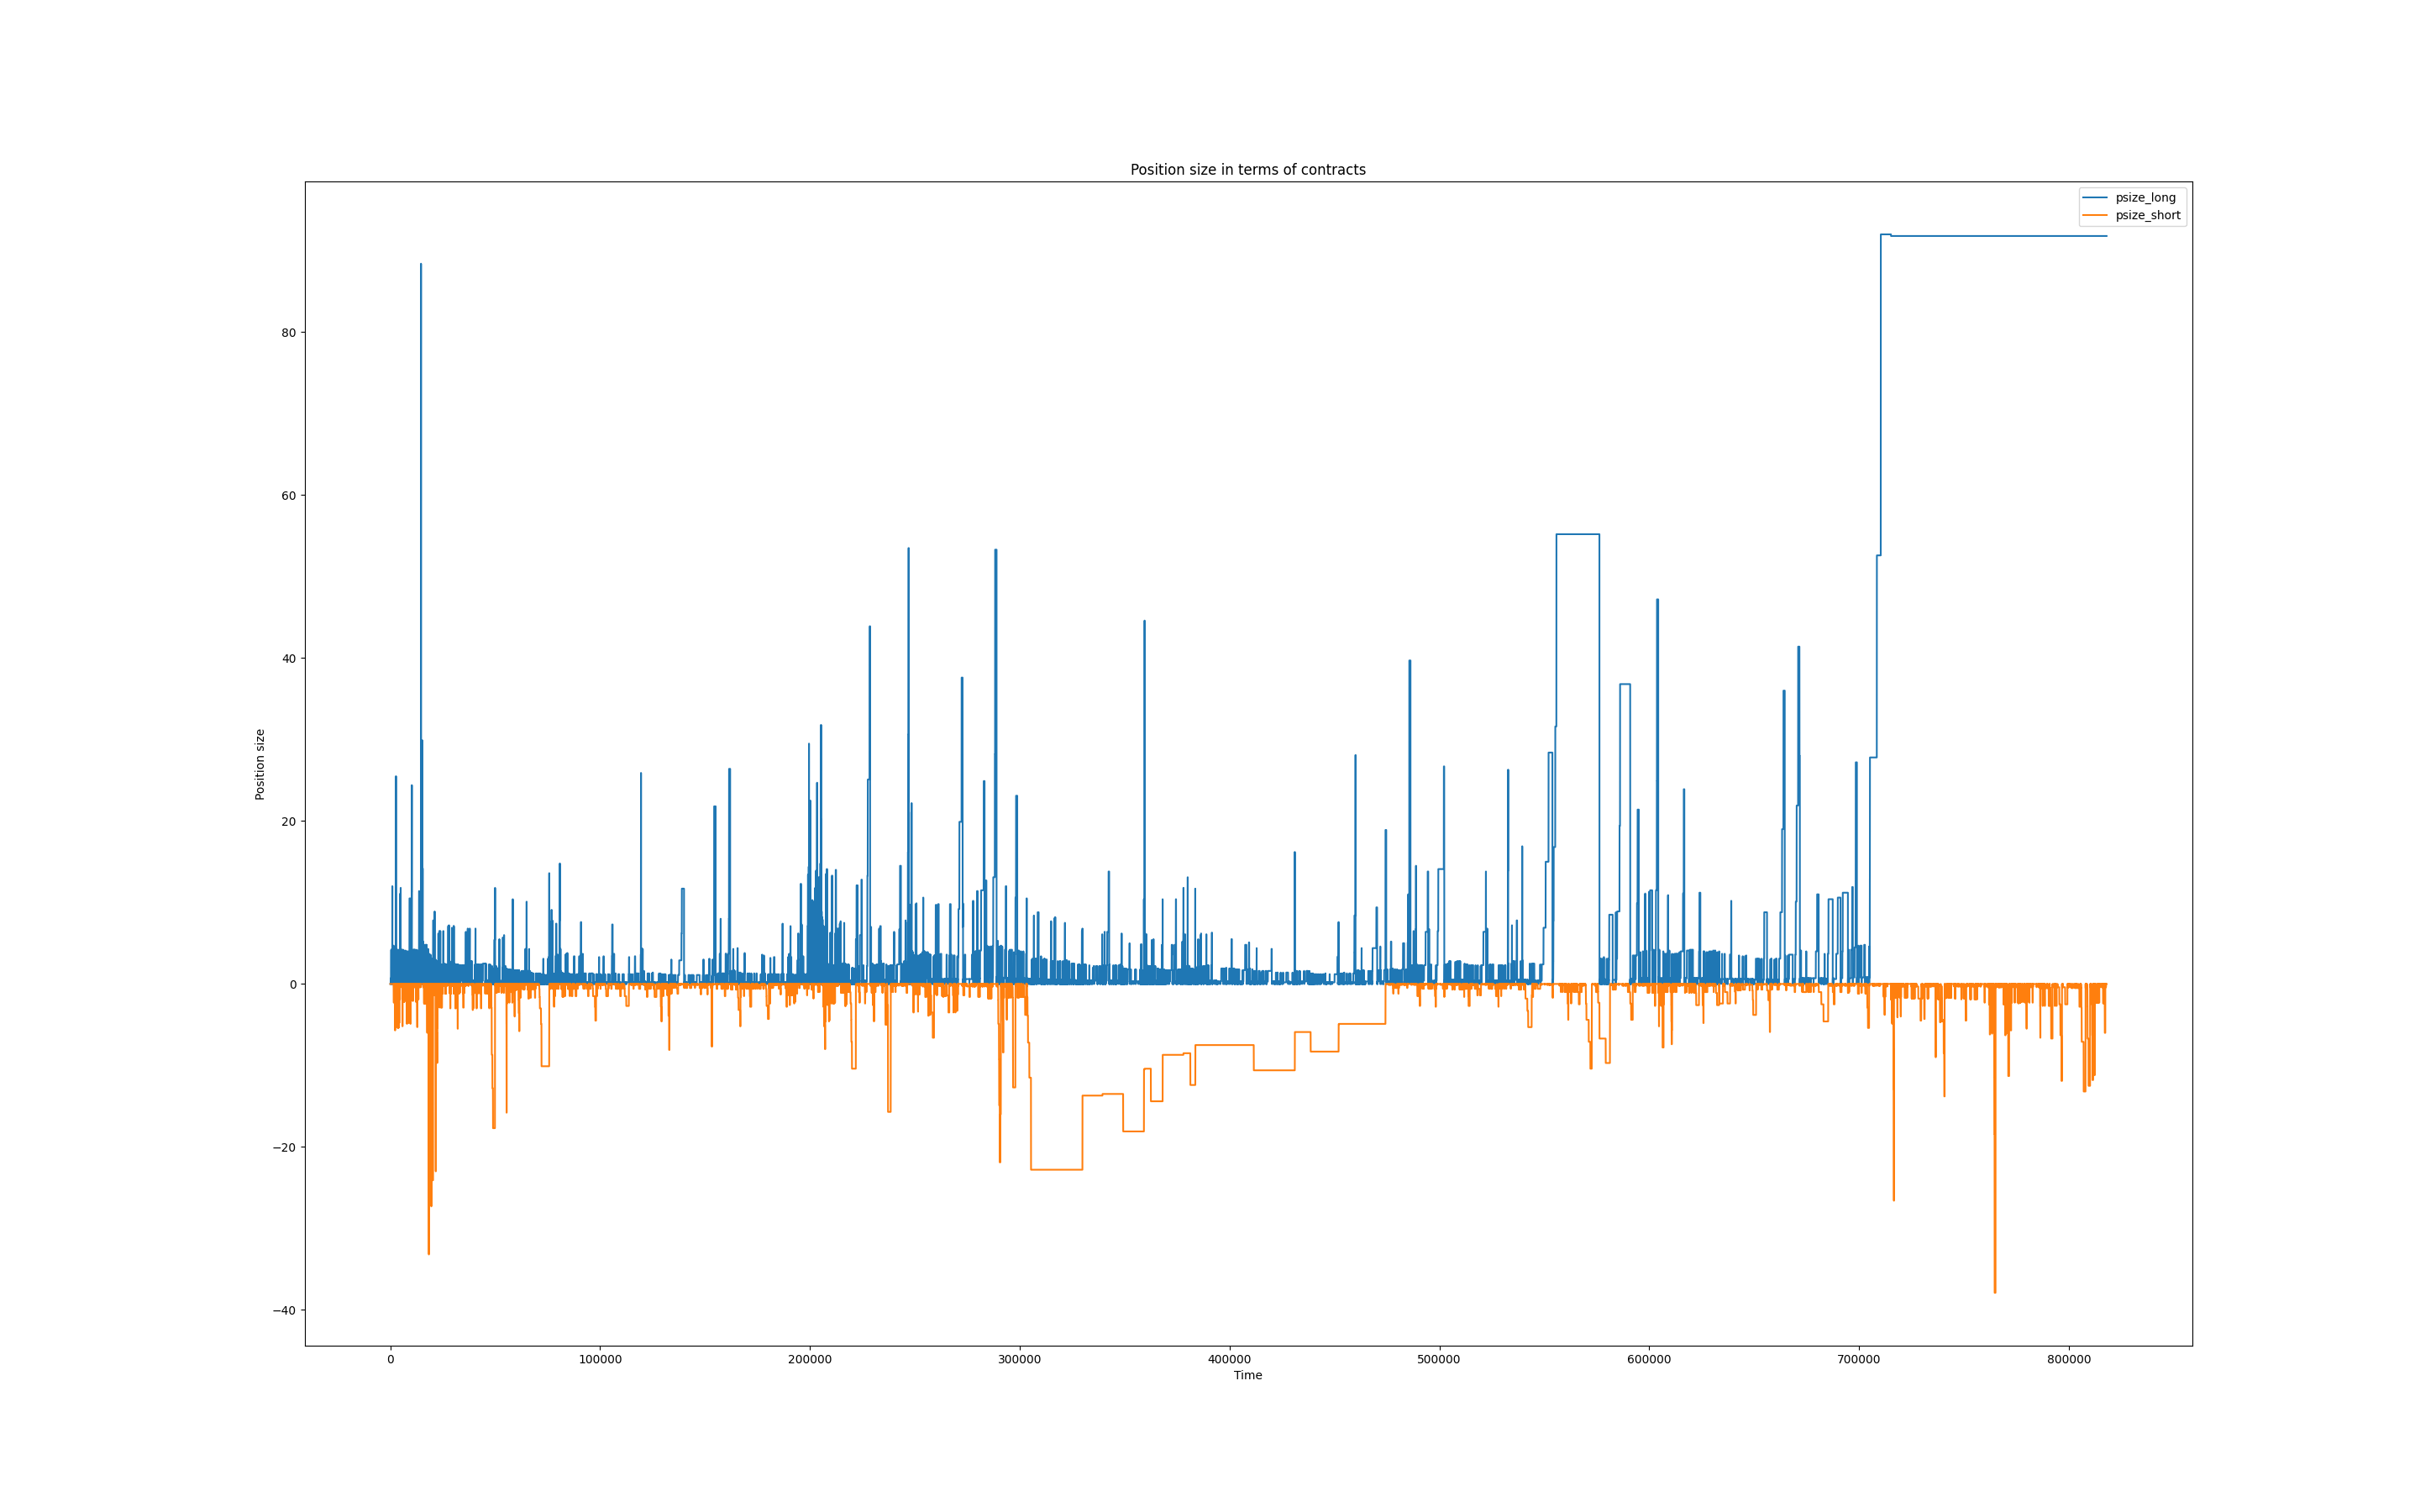 Position size in terms of contracts
psize_long
psize_short
80
60
40
20
0
−20
−40
Position size
0 100000 200000 300000 400000 500000 600000 700000 800000
Time